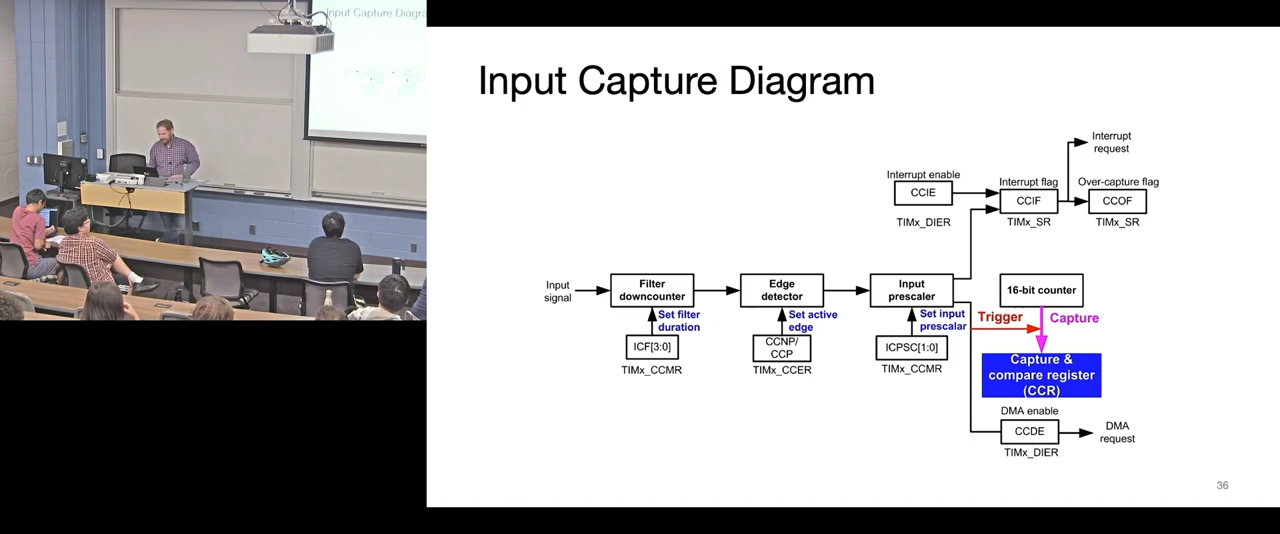 Input Capture Diagra
Input Capture Diagram
Interrupt
request
Interrupt enable
CCIE
TIMx_DIER
Interrupt flag
CCIF
TIMx_SR
Over-capture flag
CCOF
TIMx_SR
Input
signal
Filter
downcounter
Edge
detector
Input
prescaler
16-bit counter
Set filter
duration
Set active
edge
Set input
prescalar
Trigger
Capture
ICF[3:0]
TIMx_CCMR
CCNP/
CCP
TIMx_CCER
ICPSC[1:0]
TIMx_CCMR
Capture &
compare register
(CCR)
DMA enable
CCDE
TIMx_DIER
DMA
request
36